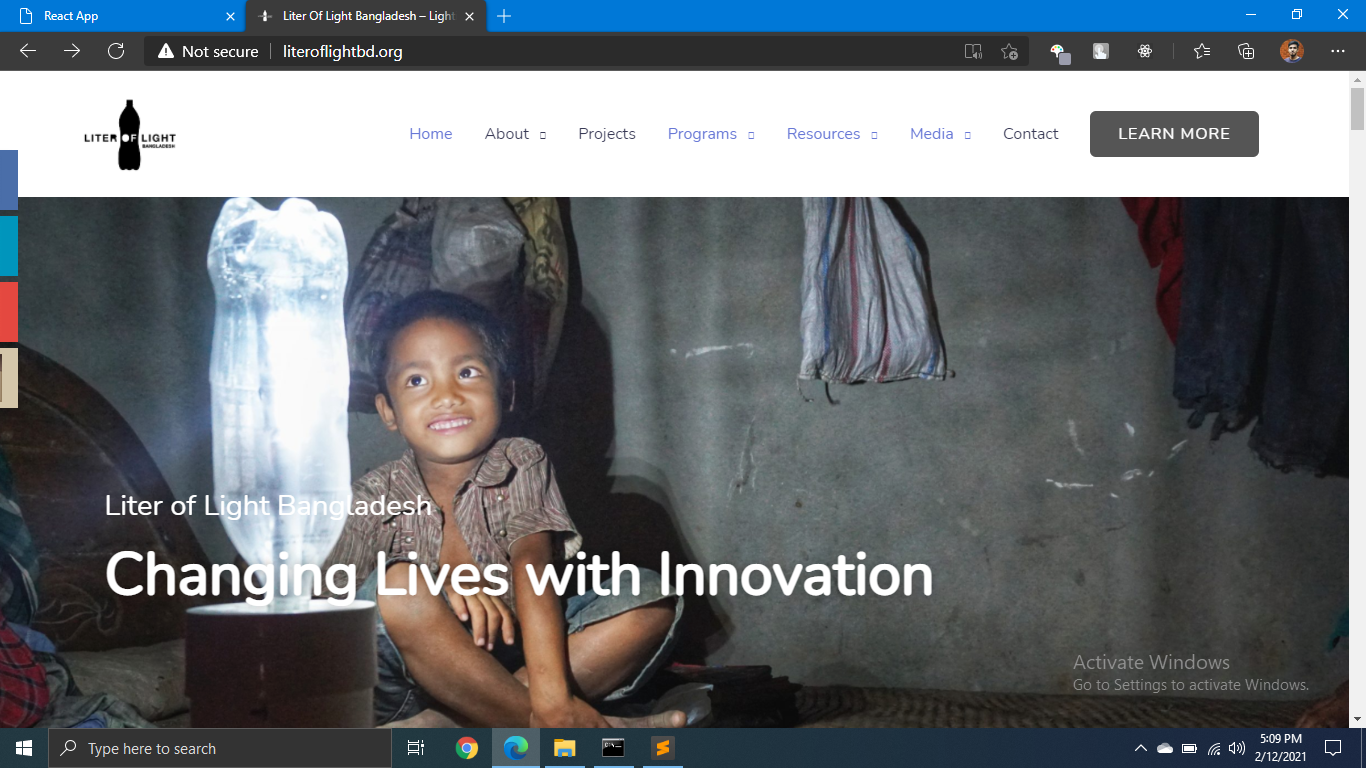 React App
Liter Of Light Bangladesh – Light
Not secure
literoflightbd.org
LITER OF LIGHT
BANGLADESH
Home
About
Projects
Programs
Resources
Media
Contact
LEARN MORE
Liter of Light Bangladesh
Changing Lives with Innovation
Activate Windows
Go to Settings to activate Windows.
Type here to search
5:09 PM
2/12/2021